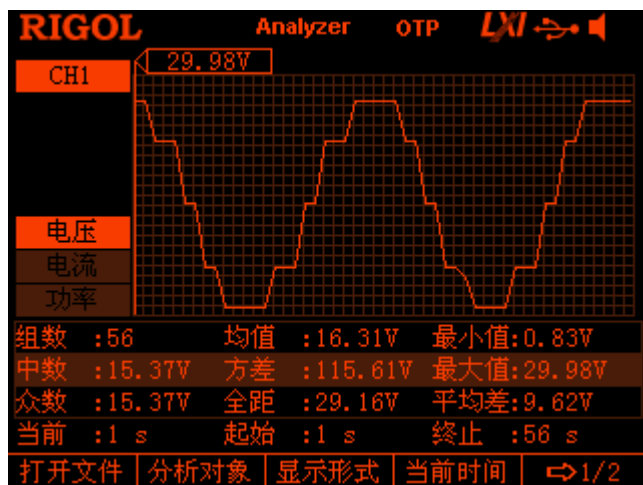 RIGOL Analyzer OTP LXI
29.98V
CH1
电压
电流
功率
组数 :56 均值 :16.31V 最小值:0.83V
中数 :15.37V 方差 :115.61V 最大值:29.98V
众数 :15.37V 全距 :29.16V 平均差:9.62V
当前 :1 s 起始 :1 s 终止 :56 s
打开文件 分析对象 显示形式 当前时间 ⇨1/2